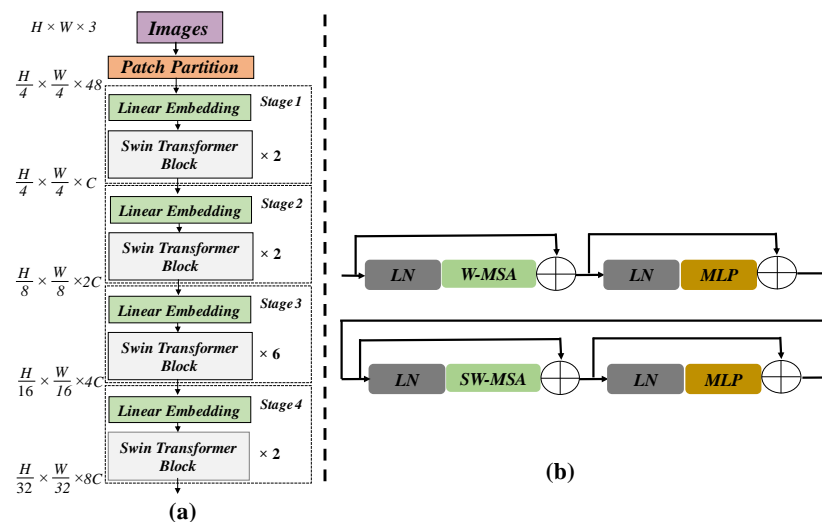 H × W × 3
Images
Patch Partition
H/4 × W/4 × 48
Linear Embedding
Stage 1
Swin Transformer
Block
× 2
H/4 × W/4 × C
Linear Embedding
Stage 2
Swin Transformer
Block
× 2
H/8 × W/8 ×2C
Linear Embedding
Stage 3
Swin Transformer
Block
× 6
H/16 × W/16 ×4C
Linear Embedding
Stage 4
Swin Transformer
Block
× 2
H/32 × W/32 ×8C
(a)
LN W-MSA LN MLP
LN SW-MSA LN MLP
(b)